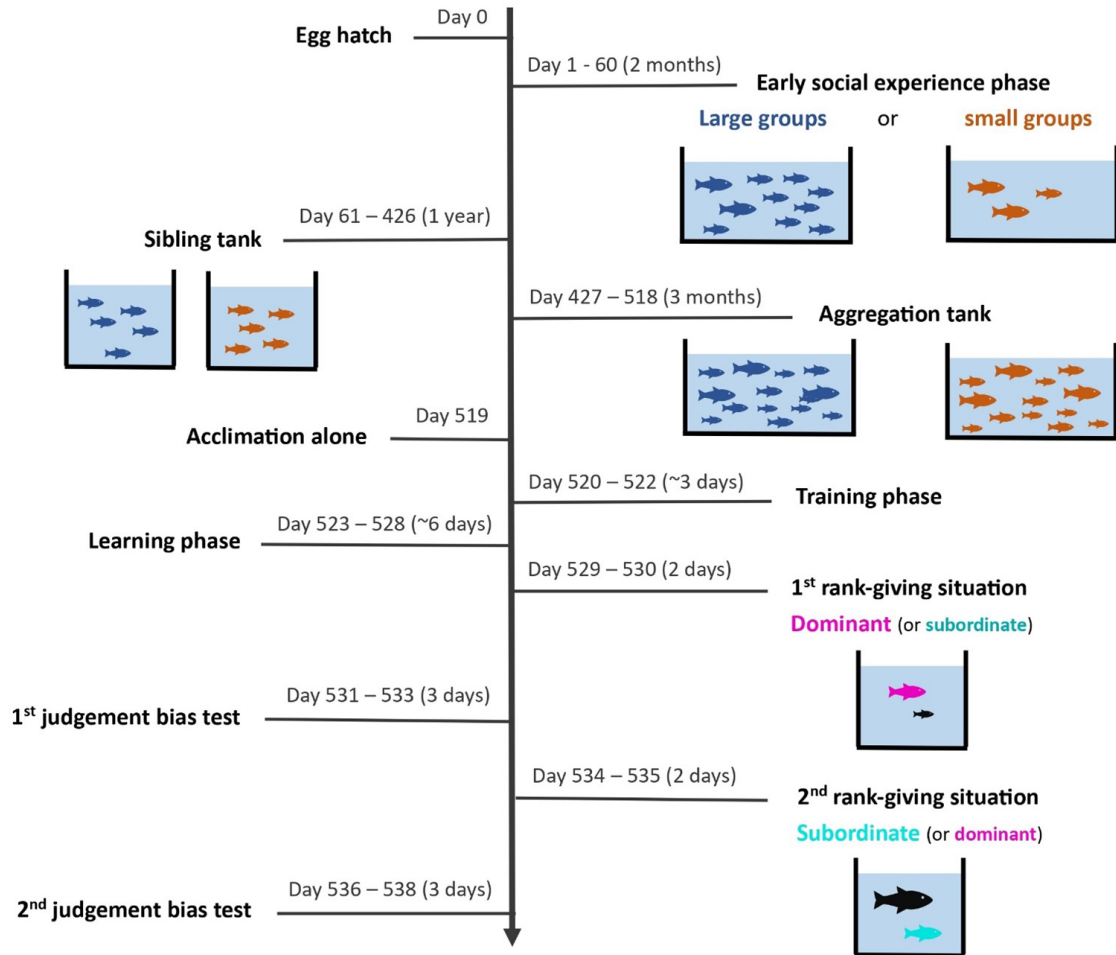 Day 0
Egg hatch
Day 1 - 60 (2 months)
Early social experience phase
Large groups or small groups
Day 61 – 426 (1 year)
Sibling tank
Day 427 – 518 (3 months)
Aggregation tank
Day 519
Acclimation alone
Day 520 – 522 (~3 days)
Training phase
Day 523 – 528 (~6 days)
Learning phase
Day 529 – 530 (2 days)
1st rank-giving situation
Dominant (or subordinate)
Day 531 – 533 (3 days)
1st judgement bias test
Day 534 – 535 (2 days)
2nd rank-giving situation
Subordinate (or dominant)
Day 536 – 538 (3 days)
2nd judgement bias test